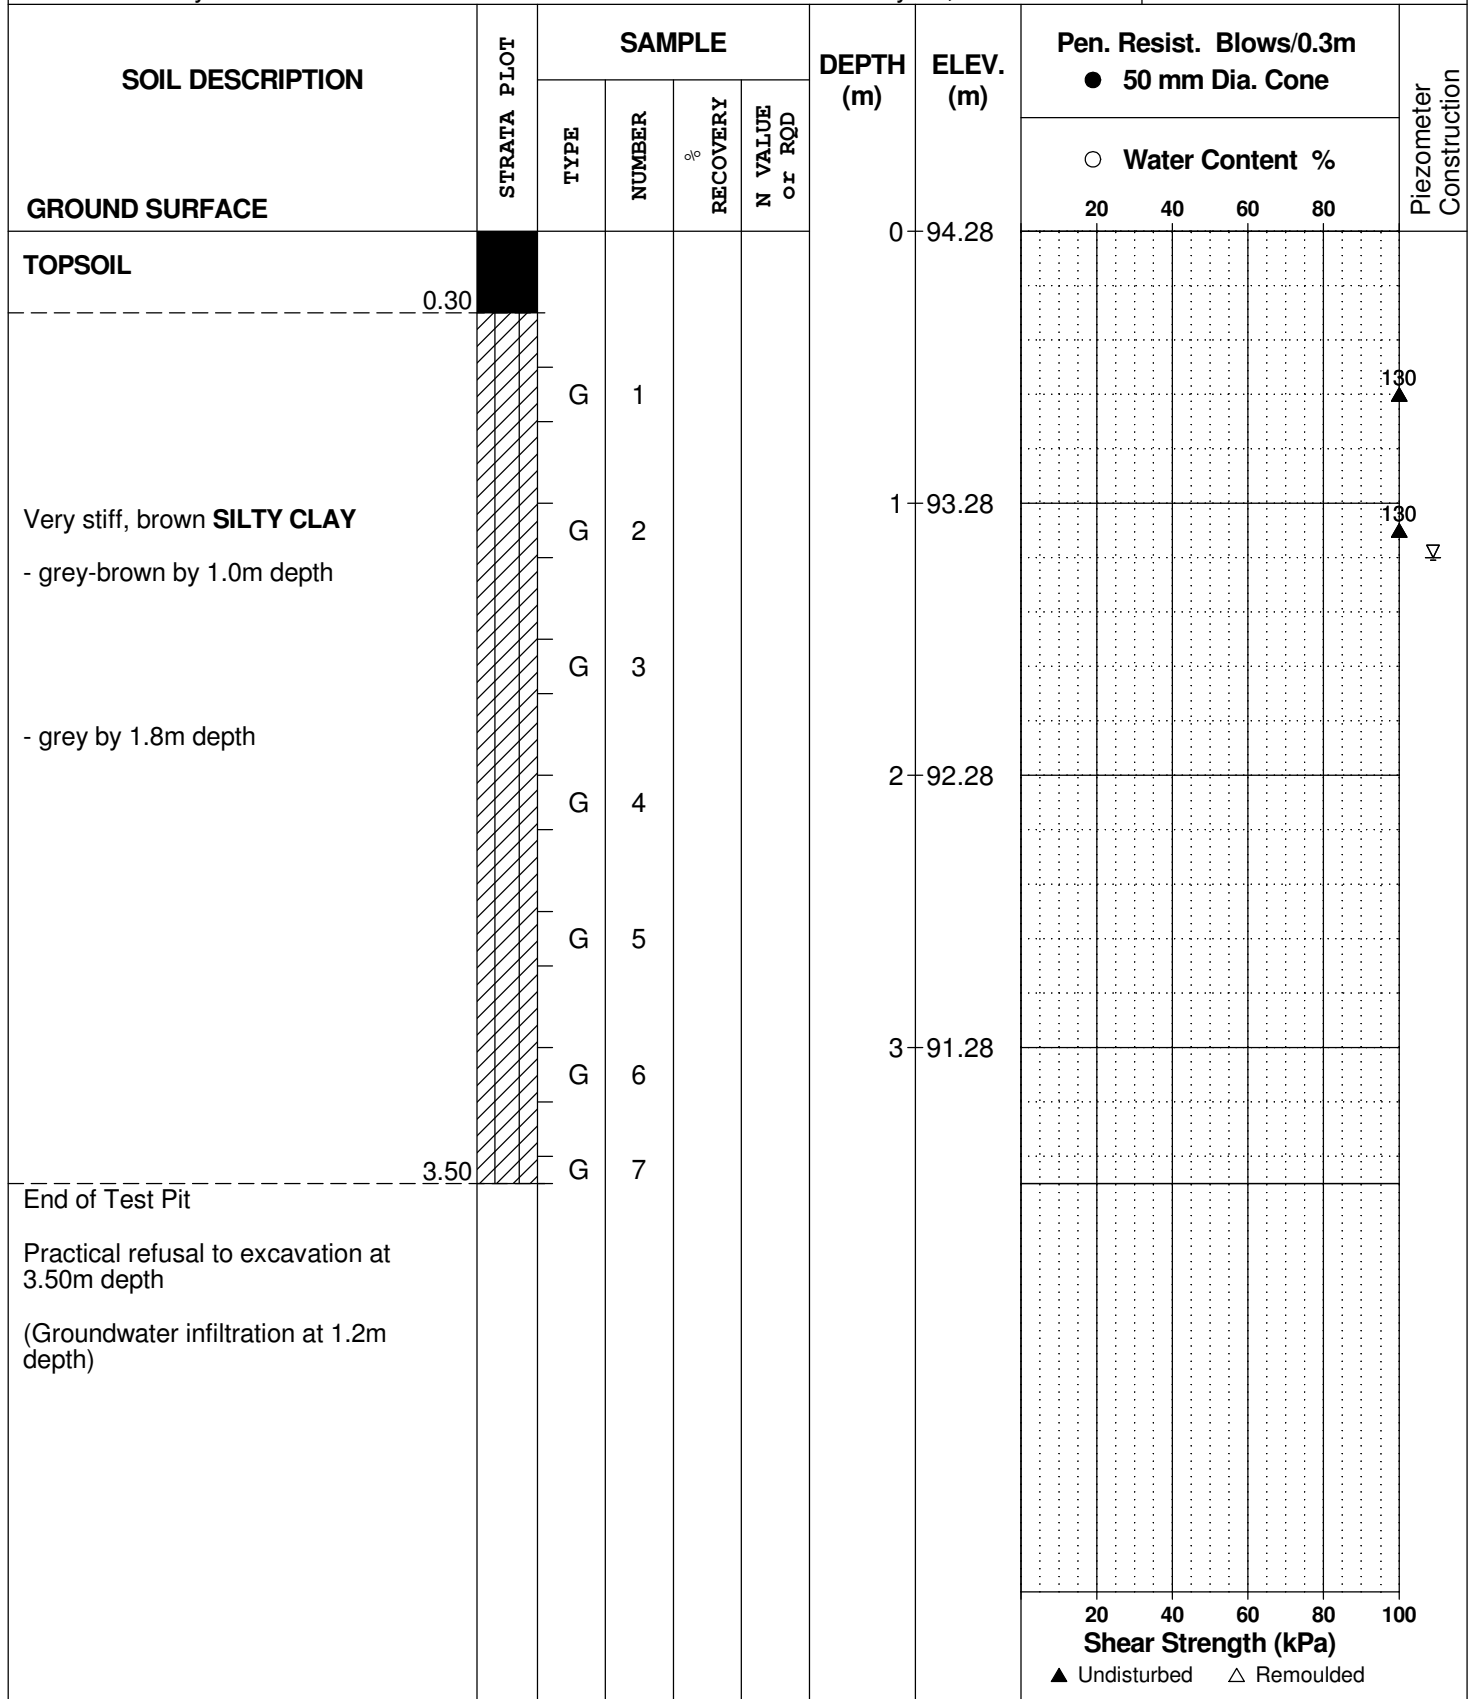 SOIL DESCRIPTION
GROUND SURFACE
STRATA PLOT
SAMPLE
TYPE
NUMBER
%
RECOVERY
N VALUE
or RQD
DEPTH
(m)
ELEV.
(m)
Pen. Resist. Blows/0.3m
● 50 mm Dia. Cone
○ Water Content %
20 40 60 80
Piezometer
Construction
0 94.28
TOPSOIL
0.30
G 1
130
1 93.28
Very stiff, brown SILTY CLAY
G 2
130
- grey-brown by 1.0m depth
G 3
- grey by 1.8m depth
2 92.28
G 4
G 5
3 91.28
G 6
3.50
G 7
End of Test Pit
Practical refusal to excavation at
3.50m depth
(Groundwater infiltration at 1.2m
depth)
20 40 60 80 100
Shear Strength (kPa)
▲ Undisturbed △ Remoulded